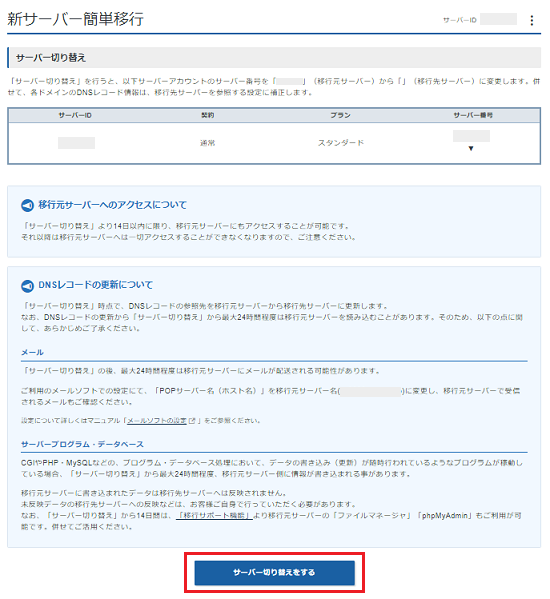 新サーバー簡単移行
サーバーID
サーバー切り替え
「サーバー切り替え」を行うと、以下サーバーアカウントのサーバー番号を「 」（移行元サーバー）から「」（移行先サーバー）に変更します。併
せて、各ドメインのDNSレコード情報は、移行先サーバーを参照する設定に補正します。
サーバーID 契約 プラン サーバー番号
通常 スタンダード
▼
移行元サーバーへのアクセスについて
「サーバー切り替え」より14日以内に限り、移行元サーバーにもアクセスすることが可能です。
それ以降は移行元サーバーへは一切アクセスすることができなくなりますので、ご注意ください。
DNSレコードの更新について
「サーバー切り替え」時点で、DNSレコードの参照先を移行元サーバーから移行先サーバーに更新します。
なお、DNSレコードの更新から「サーバー切り替え」から最大24時間程度は移行元サーバーを読み込むことがあります。そのため、以下の点に関
して、あらかじめご了承ください。
メール
「サーバー切り替え」の後、最大24時間程度は移行元サーバーにメールが配送される可能性があります。
ご利用のメールソフトでの設定にて、「POPサーバー名（ホスト名）」を移行元サーバー名( )に変更し、移行元サーバーで受信
されるメールもご確認ください。
設定について詳しくはマニュアル「メールソフトの設定」をご参照ください。
サーバープログラム・データベース
CGIやPHP・MySQLなどの、プログラム・データベース処理において、データの書き込み（更新）が随時行われているようなプログラムが稼動し
ている場合、「サーバー切り替え」から最大24時間程度、移行元サーバー側に情報が書き込まれる事があります。
移行元サーバーに書き込まれたデータは移行先サーバーへは反映されません。
未反映データの移行先サーバーへの反映などは、お客様ご自身で行っていただく必要があります。
なお、「サーバー切り替え」から14日間は、「移行サポート機能」より移行元サーバーの「ファイルマネージャ」「phpMyAdmin」もご利用が可
能です。併せてご活用ください。
サーバー切り替えをする